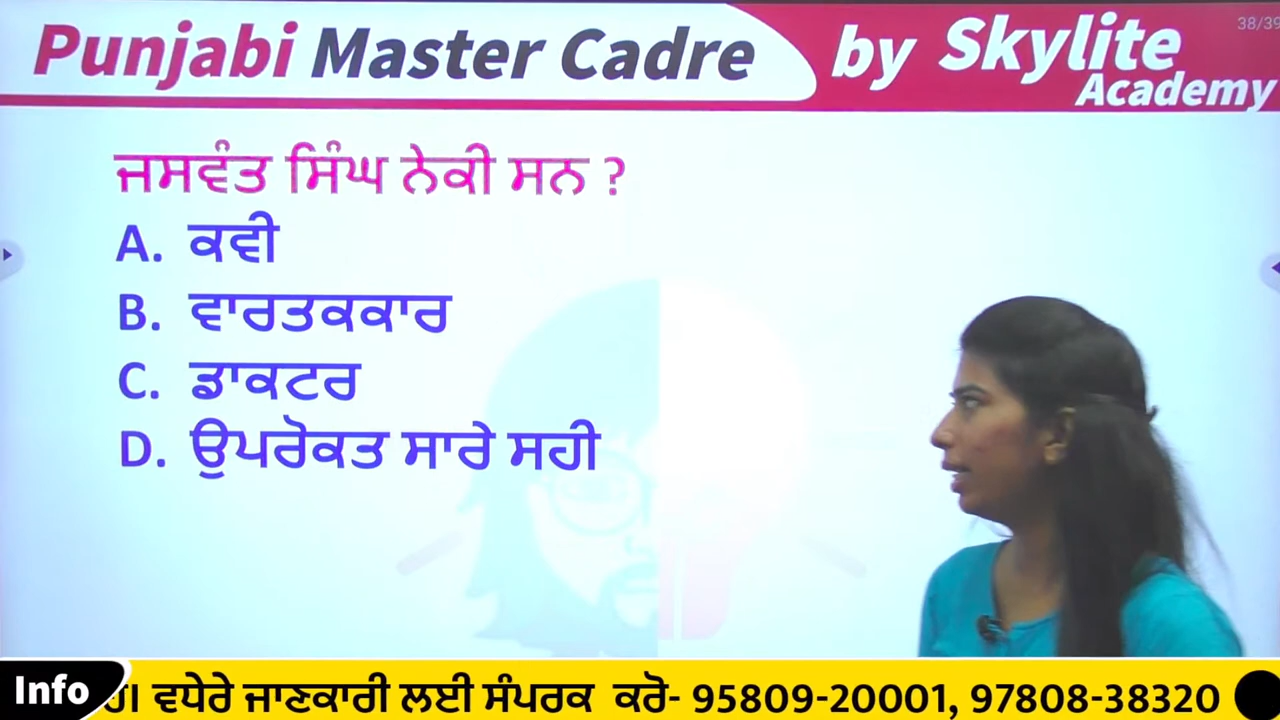 Punjabi Master Cadre by Skylite
Academy
38/39
ਜਸਵੰਤ ਸਿੰਘ ਨੇਕੀ ਸਨ ?
A. ਕਵੀ
B. ਵਾਰਤਕਕਾਰ
C. ਡਾਕਟਰ
D. ਉਪਰੋਕਤ ਸਾਰੇ ਸਹੀ
Info ਵਧੇਰੇ ਜਾਣਕਾਰੀ ਲਈ ਸੰਪਰਕ ਕਰੋ- 95809-20001, 97808-38320